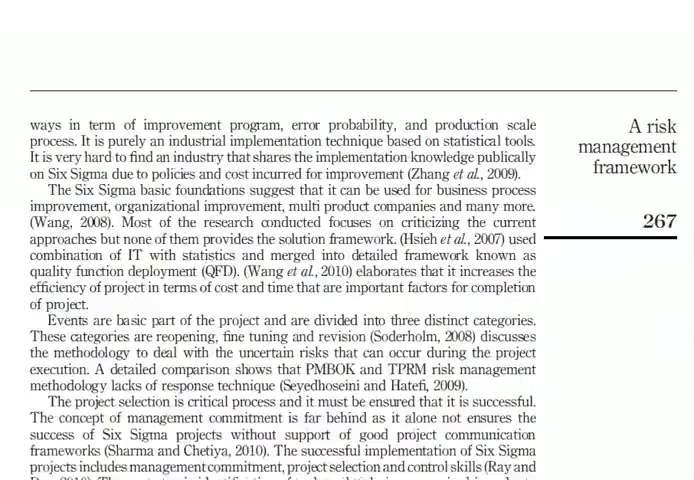 ways in term of improvement program, error probability, and production scale
process. It is purely an industrial implementation technique based on statistical tools.
It is very hard to find an industry that shares the implementation knowledge publically
on Six Sigma due to policies and cost incurred for improvement (Zhang et al., 2009).
The Six Sigma basic foundations suggest that it can be used for business process
improvement, organizational improvement, multi product companies and many more.
(Wang, 2008). Most of the research conducted focuses on criticizing the current
approaches but none of them provides the solution framework. (Hsieh et al., 2007) used
combination of IT with statistics and merged into detailed framework known as
quality function deployment (QFD). (Wang et al., 2010) elaborates that it increases the
efficiency of project in terms of cost and time that are important factors for completion
of project.
Events are basic part of the project and are divided into three distinct categories.
These categories are reopening, fine tuning and revision (Soderholm, 2008) discusses
the methodology to deal with the uncertain risks that can occur during the project
execution. A detailed comparison shows that PMBOK and TPRM risk management
methodology lacks of response technique (Seyedhoseini and Hatefi, 2009).
The project selection is critical process and it must be ensured that it is successful.
The concept of management commitment is far behind as it alone not ensures the
success of Six Sigma projects without support of good project communication
frameworks (Sharma and Chetiya, 2010). The successful implementation of Six Sigma
projects includes management commitment, project selection and control skills (Ray and
A risk
management
framework
267